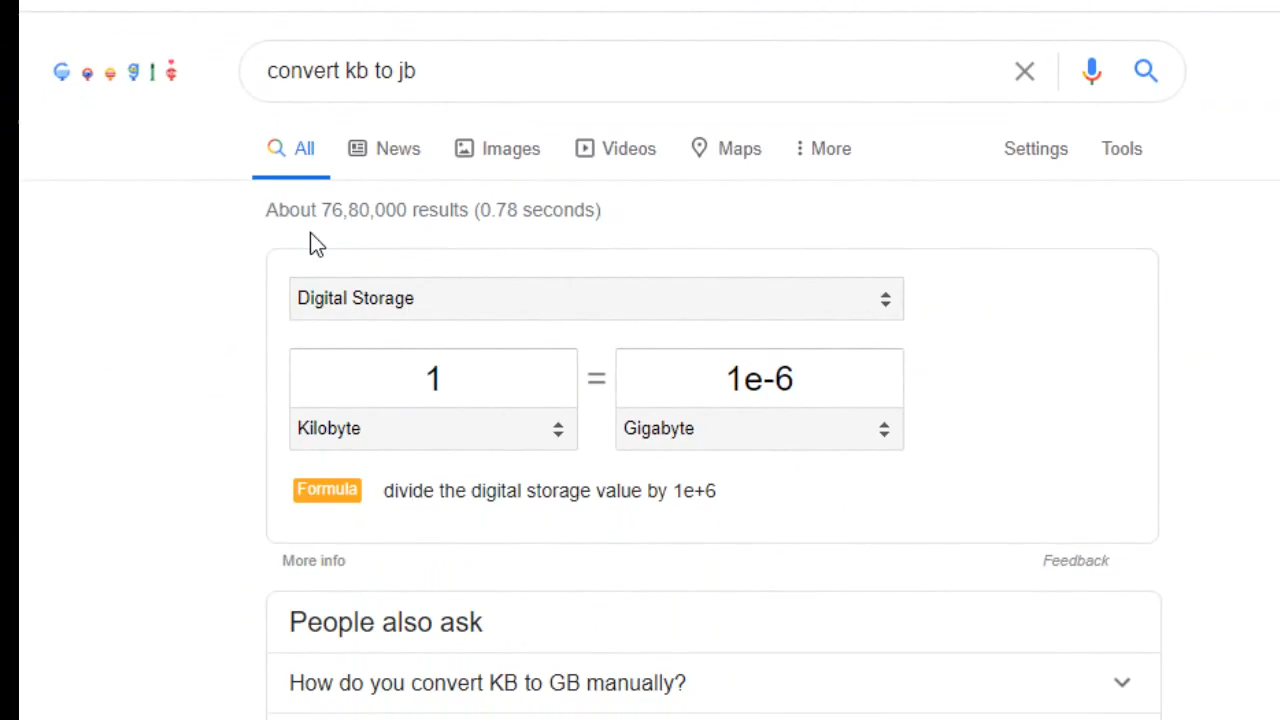 Google
convert kb to jb
All News Images Videos Maps More Settings Tools
About 76,80,000 results (0.78 seconds)
Digital Storage
1 = 1e-6
Kilobyte Gigabyte
Formula divide the digital storage value by 1e+6
More info Feedback
People also ask
How do you convert KB to GB manually?